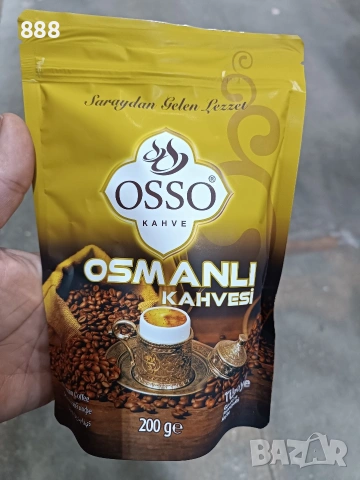 888
Saraydan Gelen Lezzet
OSSO®
KAHVE
OSMANLI
KAHVESİ
200 g℮
BAZAR